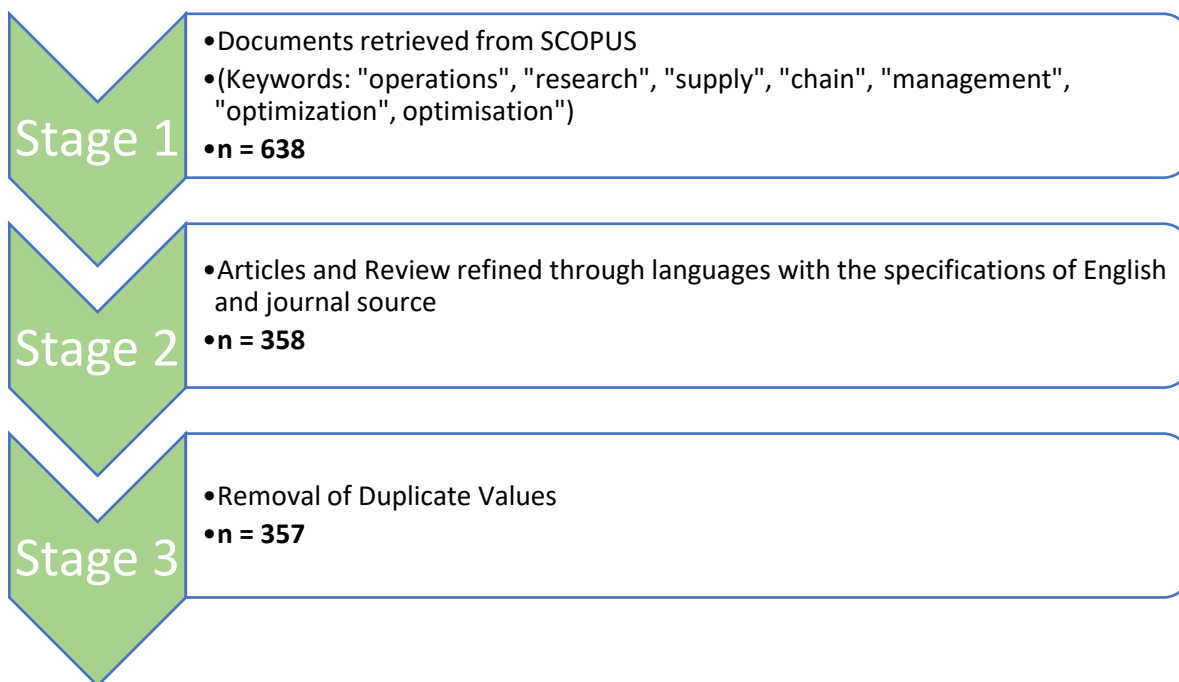 Stage 1
•Documents retrieved from SCOPUS
•(Keywords: "operations", "research", "supply", "chain", "management",
"optimization", optimisation")
•n = 638
Stage 2
•Articles and Review refined through languages with the specifications of English
and journal source
•n = 358
Stage 3
•Removal of Duplicate Values
•n = 357